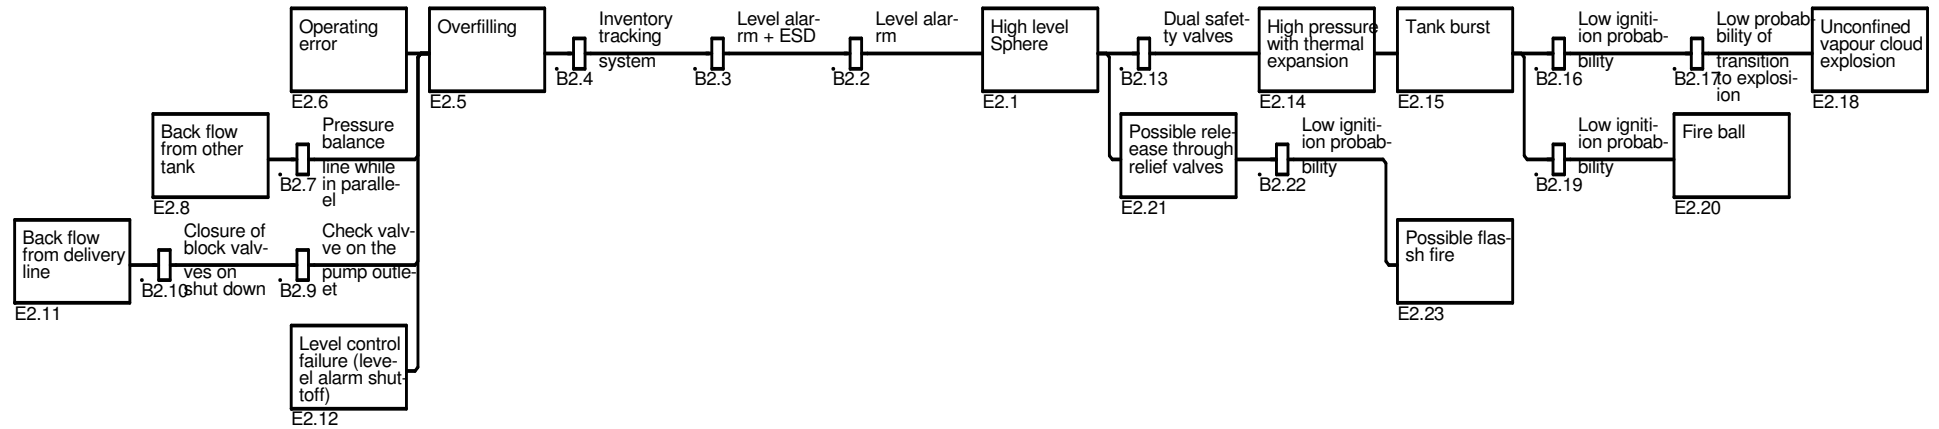 Operating
error
E2.6
Overfilling
E2.5
Inventory
tracking
system
B2.4
Level alar-
rm + ESD
B2.3
Level alar-
rm
B2.2
High level
Sphere
E2.1
Dual safet-
ty valves
B2.13
High pressure
with thermal
expansion
E2.14
Tank burst
E2.15
Low igniti-
ion probab-
bility
B2.16
Low probab-
bility of
transition
to explosi-
ion
B2.17
Unconfined
vapour cloud
explosion
E2.18
Back flow
from other
tank
E2.8
Pressure
balance
line while
in paralle-
el
B2.7
Possible rele-
ease through
relief valves
E2.21
Low igniti-
ion probab-
bility
B2.22
Low igniti-
ion probab-
bility
B2.19
Fire ball
E2.20
Back flow
from delivery
line
E2.11
Closure of
block valv-
ves on
shut down
B2.10
Check valv-
ve on the
pump outle-
et
B2.9
Possible flas-
sh fire
E2.23
Level control
failure (leve-
el alarm shut-
toff)
E2.12